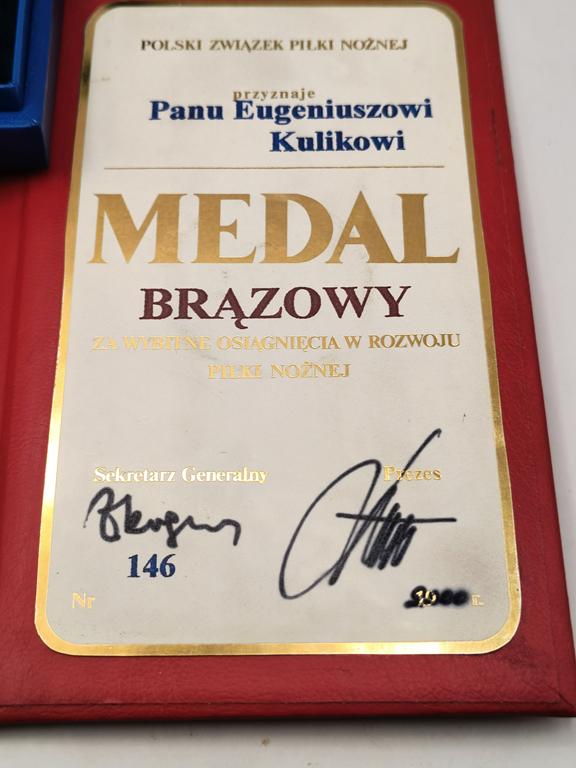 POLSKI ZWIĄZEK PIŁKI NOŻNEJ
przyznaje
Panu Eugeniuszowi
Kulikowi
MEDAL
BRĄZOWY
ZA WYBITNE OSIĄGNIĘCIA W ROZWOJU
PIŁKI NOŻNEJ
Sekretarz Generalny Prezes
146
Nr 2000 r.